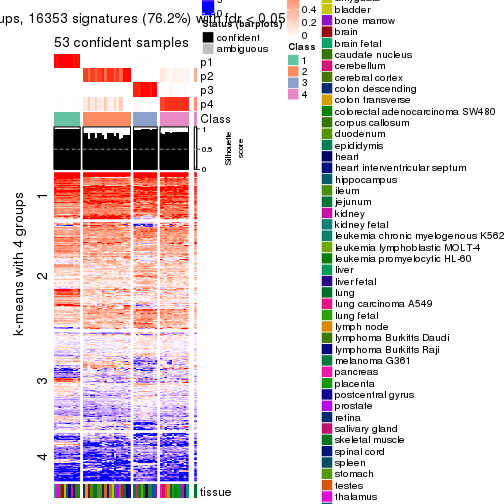 ups, 16353 signatures (76.2%) with fdr < 0.05
53 confident samples
p1
p2
p3
p4
Class
1
0.5
0
Silhouette
score
k-means with 4 groups
1
2
3
4
tissue
0
Status (barplots)
confident
ambiguous
0.4
0.2
0
Class
1
2
3
4
bladder
bone marrow
brain
brain fetal
caudate nucleus
cerebellum
cerebral cortex
colon descending
colon transverse
colorectal adenocarcinoma SW480
corpus callosum
duodenum
epididymis
heart
heart interventricular septum
hippocampus
ileum
jejunum
kidney
kidney fetal
leukemia chronic myelogenous K562
leukemia lymphoblastic MOLT-4
leukemia promyelocytic HL-60
liver
liver fetal
lung
lung carcinoma A549
lung fetal
lymph node
lymphoma Burkitts Daudi
lymphoma Burkitts Raji
melanoma G361
pancreas
placenta
postcentral gyrus
prostate
retina
salivary gland
skeletal muscle
spinal cord
spleen
stomach
testes
thalamus